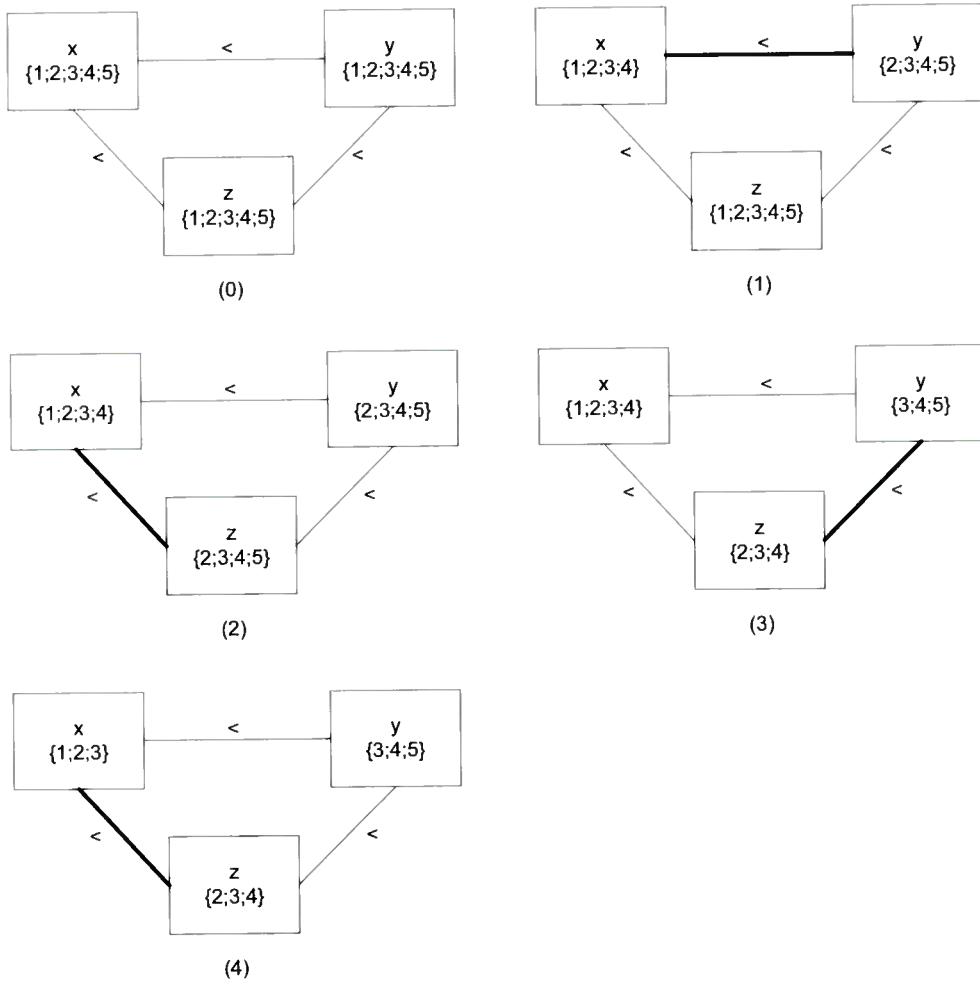 x
{1;2;3;4;5}
<
y
{1;2;3;4;5}
<
<
z
{1;2;3;4;5}
(0)
x
{1;2;3;4}
<
y
{2;3;4;5}
<
<
z
{1;2;3;4;5}
(1)
x
{1;2;3;4}
<
y
{2;3;4;5}
<
<
z
{2;3;4;5}
(2)
x
{1;2;3;4}
<
y
{3;4;5}
<
<
z
{2;3;4}
(3)
x
{1;2;3}
<
y
{3;4;5}
<
<
z
{2;3;4}
(4)